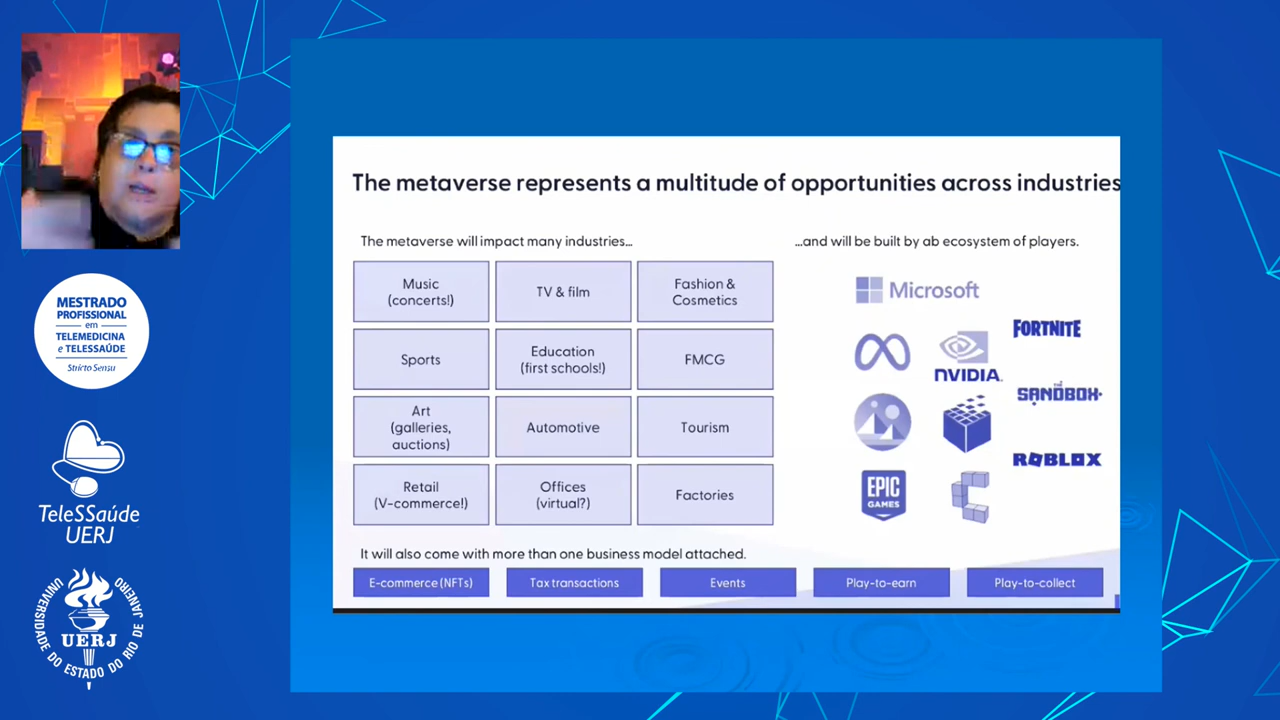 The metaverse represents a multitude of opportunities across industries
The metaverse will impact many industries...
...and will be built by ab ecosystem of players.
Music
(concerts!)
TV & film
Fashion &
Cosmetics
Sports
Education
(first schools!)
FMCG
Art
(galleries,
auctions)
Automotive
Tourism
Retail
(V-commerce!)
Offices
(virtual?)
Factories
Microsoft
FORTNITE
NVIDIA.
THE
SANDBOX
ROBLOX
EPIC
GAMES
It will also come with more than one business model attached.
E-commerce (NFTs)
Tax transactions
Events
Play-to-earn
Play-to-collect
MESTRADO
PROFISSIONAL
em
TELEMEDICINA
e TELESSAÚDE
Stricto Sensu
TeleSSaúde
UERJ
UERJ
UNIVERSIDADE DO ESTADO DO RIO DE JANEIRO